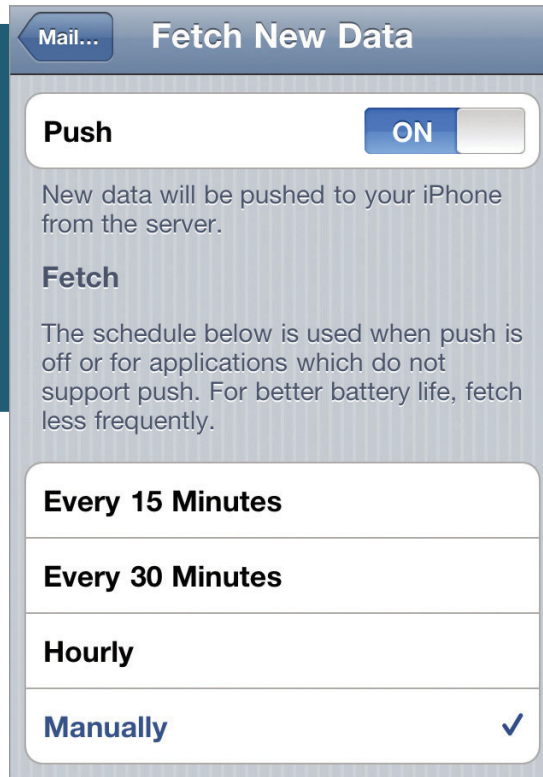 Mail...
Fetch New Data
Push
ON
New data will be pushed to your iPhone
from the server.
Fetch
The schedule below is used when push is
off or for applications which do not
support push. For better battery life, fetch
less frequently.
Every 15 Minutes
Every 30 Minutes
Hourly
Manually